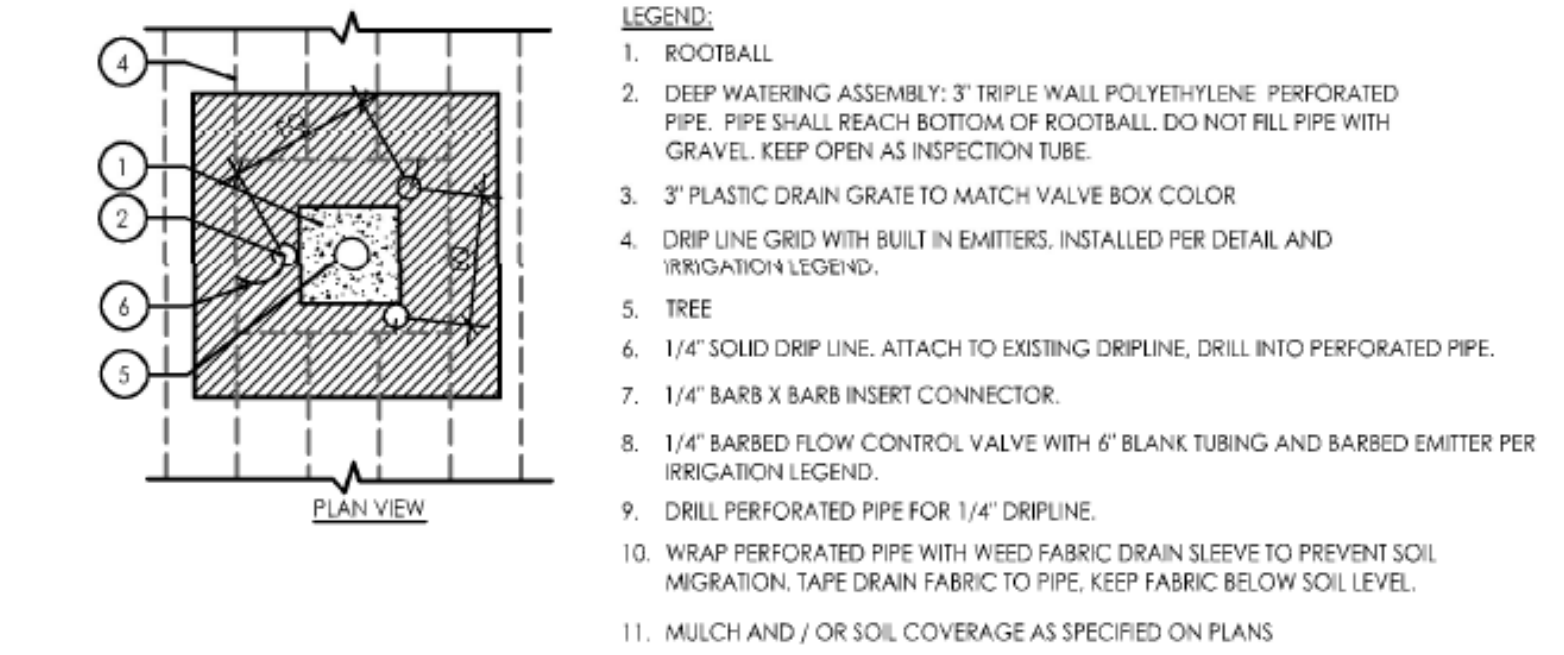 4
1
2
6
5
PLAN VIEW
LEGEND:
1. ROOTBALL
2. DEEP WATERING ASSEMBLY: 3" TRIPLE WALL POLYETHYLENE PERFORATED
PIPE. PIPE SHALL REACH BOTTOM OF ROOTBALL. DO NOT FILL PIPE WITH
GRAVEL. KEEP OPEN AS INSPECTION TUBE.
3. 3" PLASTIC DRAIN GRATE TO MATCH VALVE BOX COLOR
4. DRIP LINE GRID WITH BUILT IN EMITTERS, INSTALLED PER DETAIL AND
IRRIGATION LEGEND.
5. TREE
6. 1/4" SOLID DRIP LINE. ATTACH TO EXISTING DRIPLINE, DRILL INTO PERFORATED PIPE.
7. 1/4" BARB X BARB INSERT CONNECTOR.
8. 1/4" BARBED FLOW CONTROL VALVE WITH 6" BLANK TUBING AND BARBED EMITTER PER
IRRIGATION LEGEND.
9. DRILL PERFORATED PIPE FOR 1/4" DRIPLINE.
10. WRAP PERFORATED PIPE WITH WEED FABRIC DRAIN SLEEVE TO PREVENT SOIL
MIGRATION. TAPE DRAIN FABRIC TO PIPE, KEEP FABRIC BELOW SOIL LEVEL.
11. MULCH AND / OR SOIL COVERAGE AS SPECIFIED ON PLANS